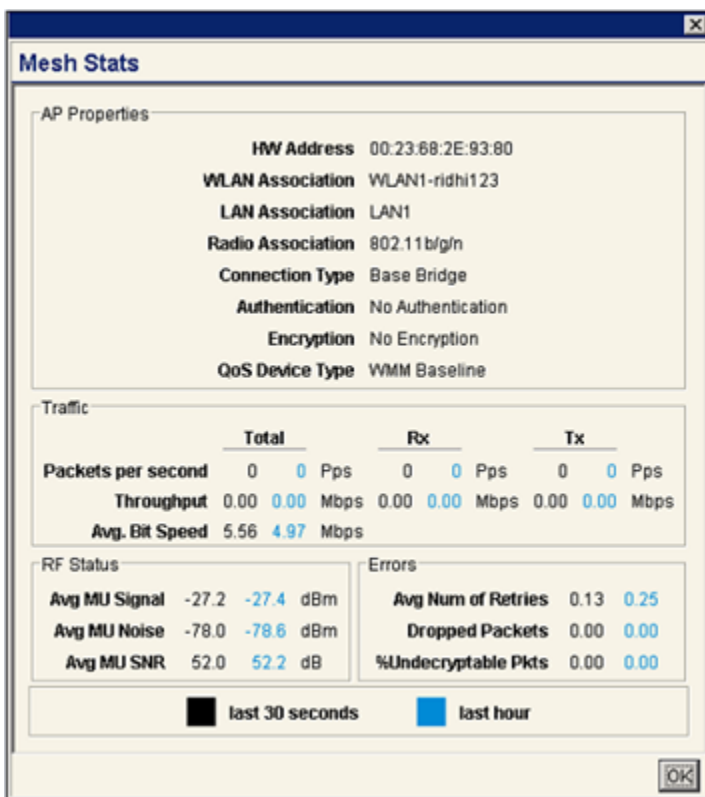 Mesh Stats
AP Properties
HW Address 00:23:68:2E:93:80
WLAN Association WLAN1-ridhi123
LAN Association LAN1
Radio Association 802.11b/g/n
Connection Type Base Bridge
Authentication No Authentication
Encryption No Encryption
QoS Device Type WMM Baseline
Traffic
Total Rx Tx
Packets per second 0 0 Pps 0 0 Pps 0 0 Pps
Throughput 0.00 0.00 Mbps 0.00 0.00 Mbps 0.00 0.00 Mbps
Avg. Bit Speed 5.56 4.97 Mbps
RF Status
Avg MU Signal -27.2 -27.4 dBm
Avg MU Noise -78.0 -78.6 dBm
Avg MU SNR 52.0 52.2 dB
Errors
Avg Num of Retries 0.13 0.25
Dropped Packets 0.00 0.00
%Undecryptable Pkts 0.00 0.00
last 30 seconds last hour
OK